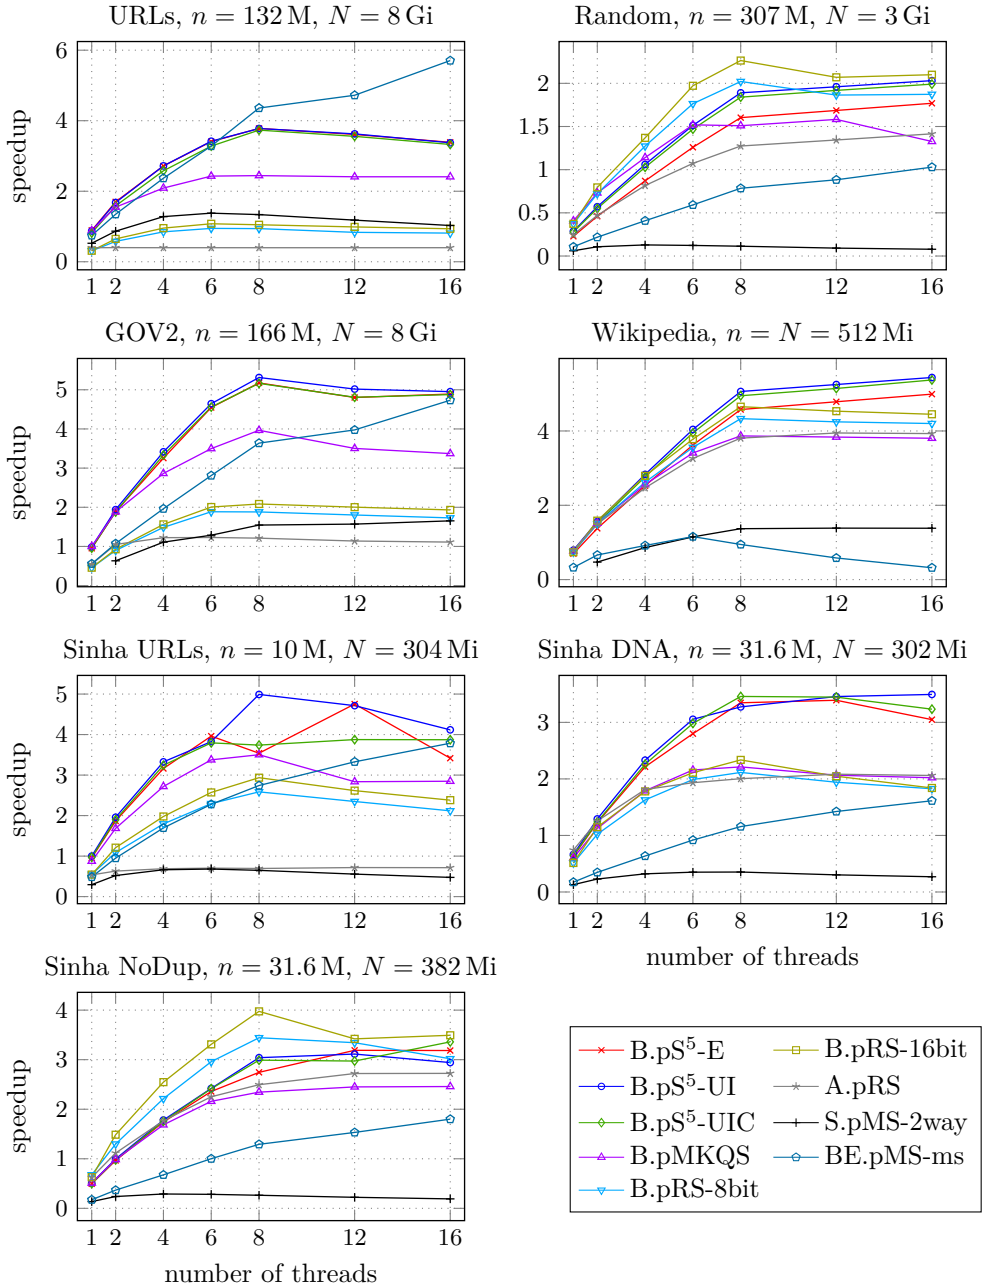 URLs, n = 132 M, N = 8 Gi
speedup
6
4
2
0
1 2 4 6 8 12 16
Random, n = 307 M, N = 3 Gi
2
1.5
1
0.5
0
1 2 4 6 8 12 16
GOV2, n = 166 M, N = 8 Gi
speedup
5
4
3
2
1
0
1 2 4 6 8 12 16
Wikipedia, n = N = 512 Mi
4
2
0
1 2 4 6 8 12 16
Sinha URLs, n = 10 M, N = 304 Mi
speedup
5
4
3
2
1
0
1 2 4 6 8 12 16
Sinha DNA, n = 31.6 M, N = 302 Mi
3
2
1
0
1 2 4 6 8 12 16
number of threads
Sinha NoDup, n = 31.6 M, N = 382 Mi
speedup
4
3
2
1
0
1 2 4 6 8 12 16
number of threads
B.pS⁵-E
B.pS⁵-UI
B.pS⁵-UIC
B.pMKQS
B.pRS-8bit
B.pRS-16bit
A.pRS
S.pMS-2way
BE.pMS-ms